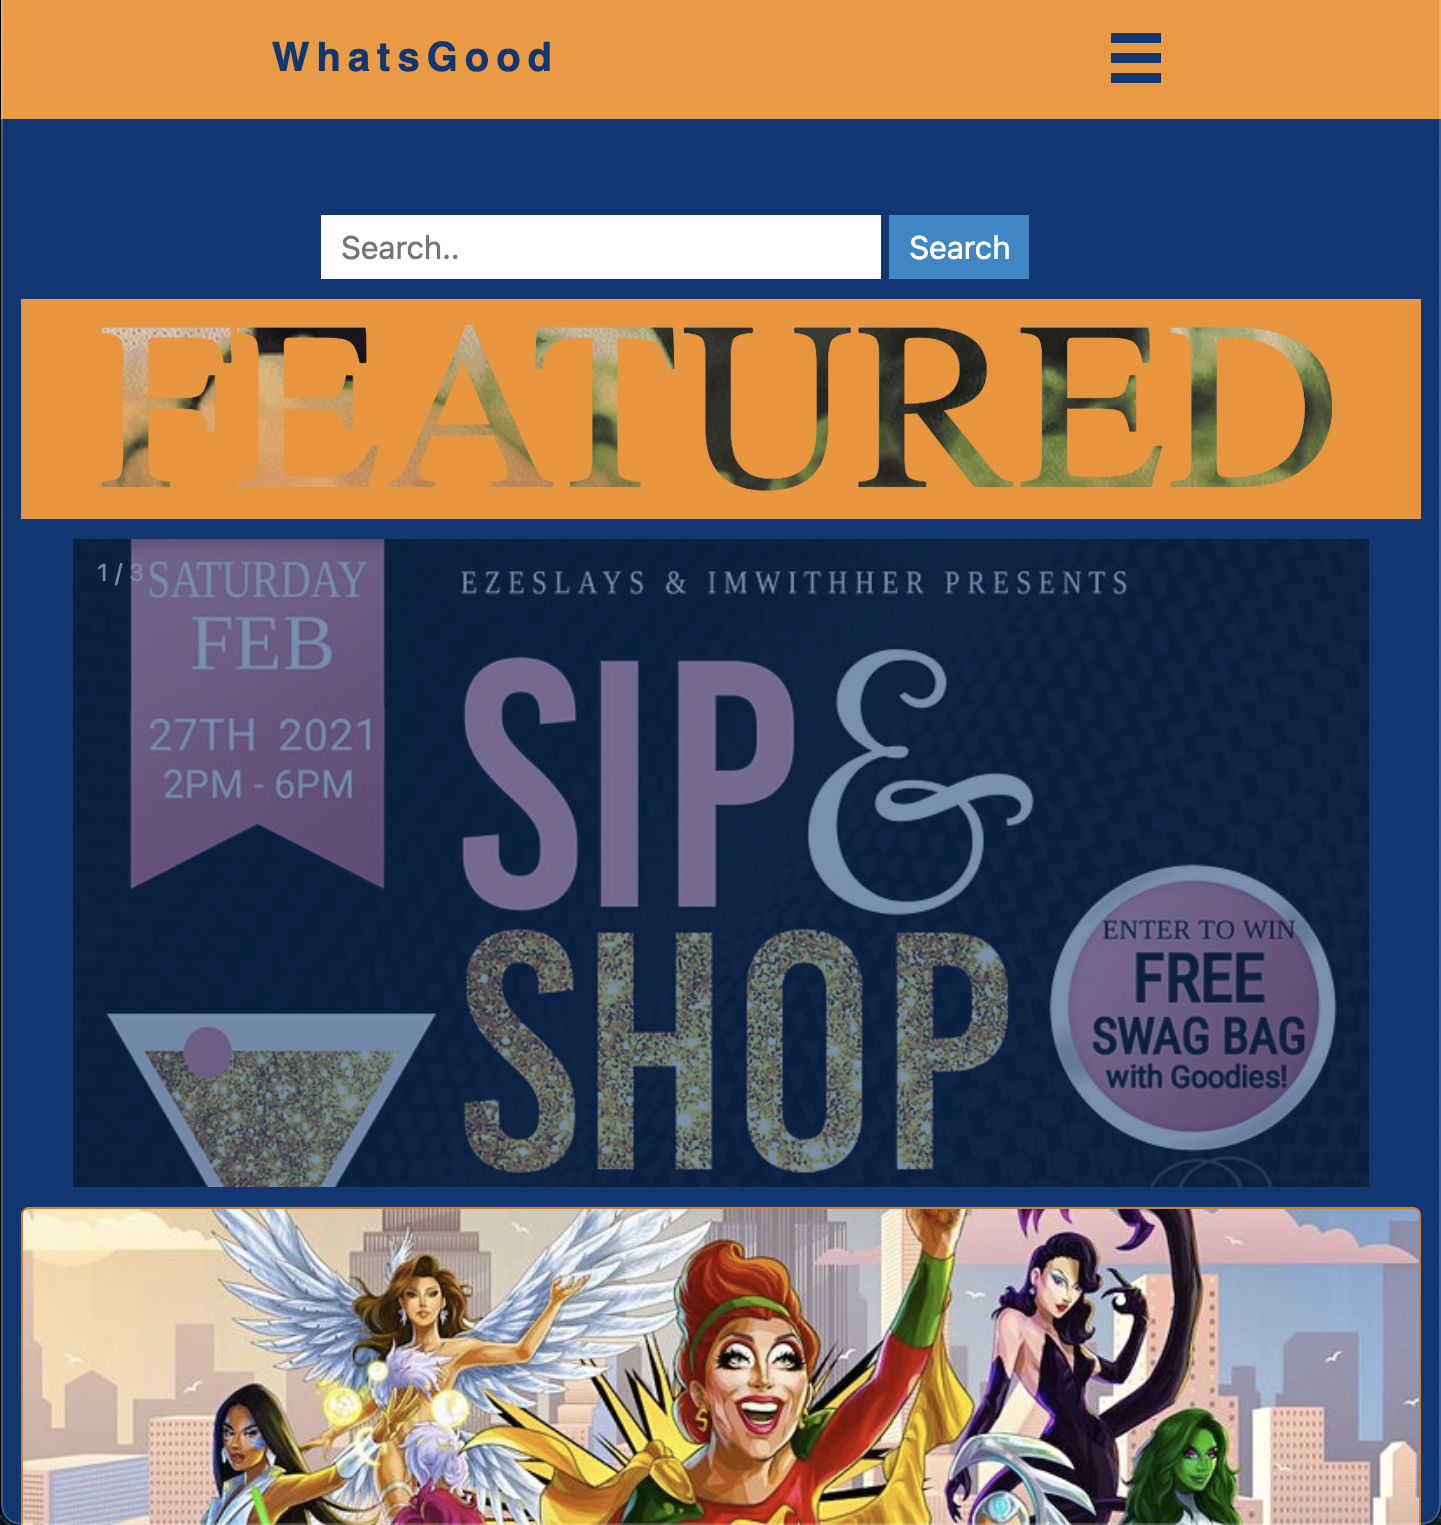 WhatsGood
Search..
Search
FEATURED
1 / 3
SATURDAY
FEB
27TH 2021
2PM - 6PM
EZESLAYS & IMWITHHER PRESENTS
SIP &
SHOP
ENTER TO WIN
FREE
SWAG BAG
with Goodies!